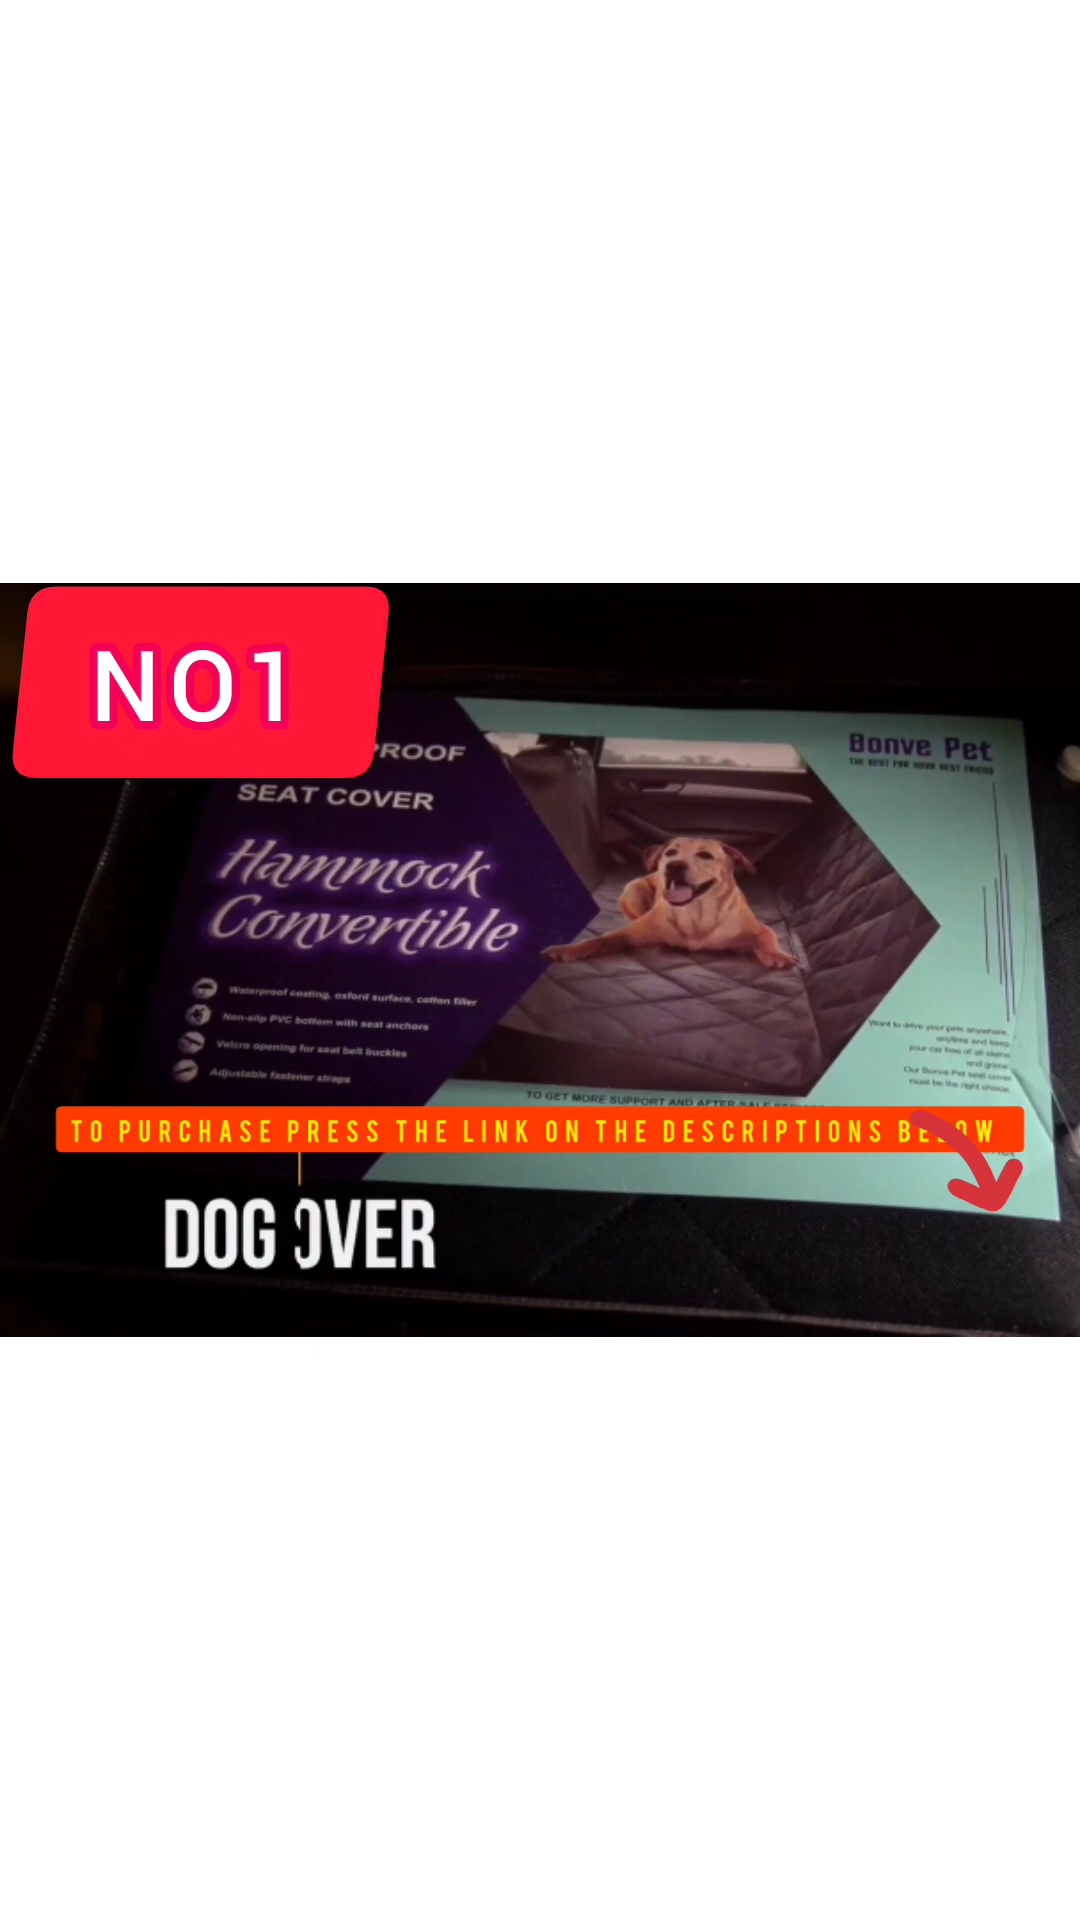 NO1
PROOF
SEAT COVER
Hammock
Convertible
Waterproof coating, oxford surface, cotton filler
Non-slip PVC bottom with seat anchors
Velcro opening for seat belt buckles
Adjustable fastener straps
Bonve Pet
THE BEST FOR YOUR BEST FRIEND
Want to drive your pets anywhere,
anytime and keep
your car free of all stains
and grime.
Our Bonve Pet seat cover
must be the right choice.
TO GET MORE SUPPORT AND AFTER-SALE
TO PURCHASE PRESS THE LINK ON THE DESCRIPTIONS BELOW
DOG OVER